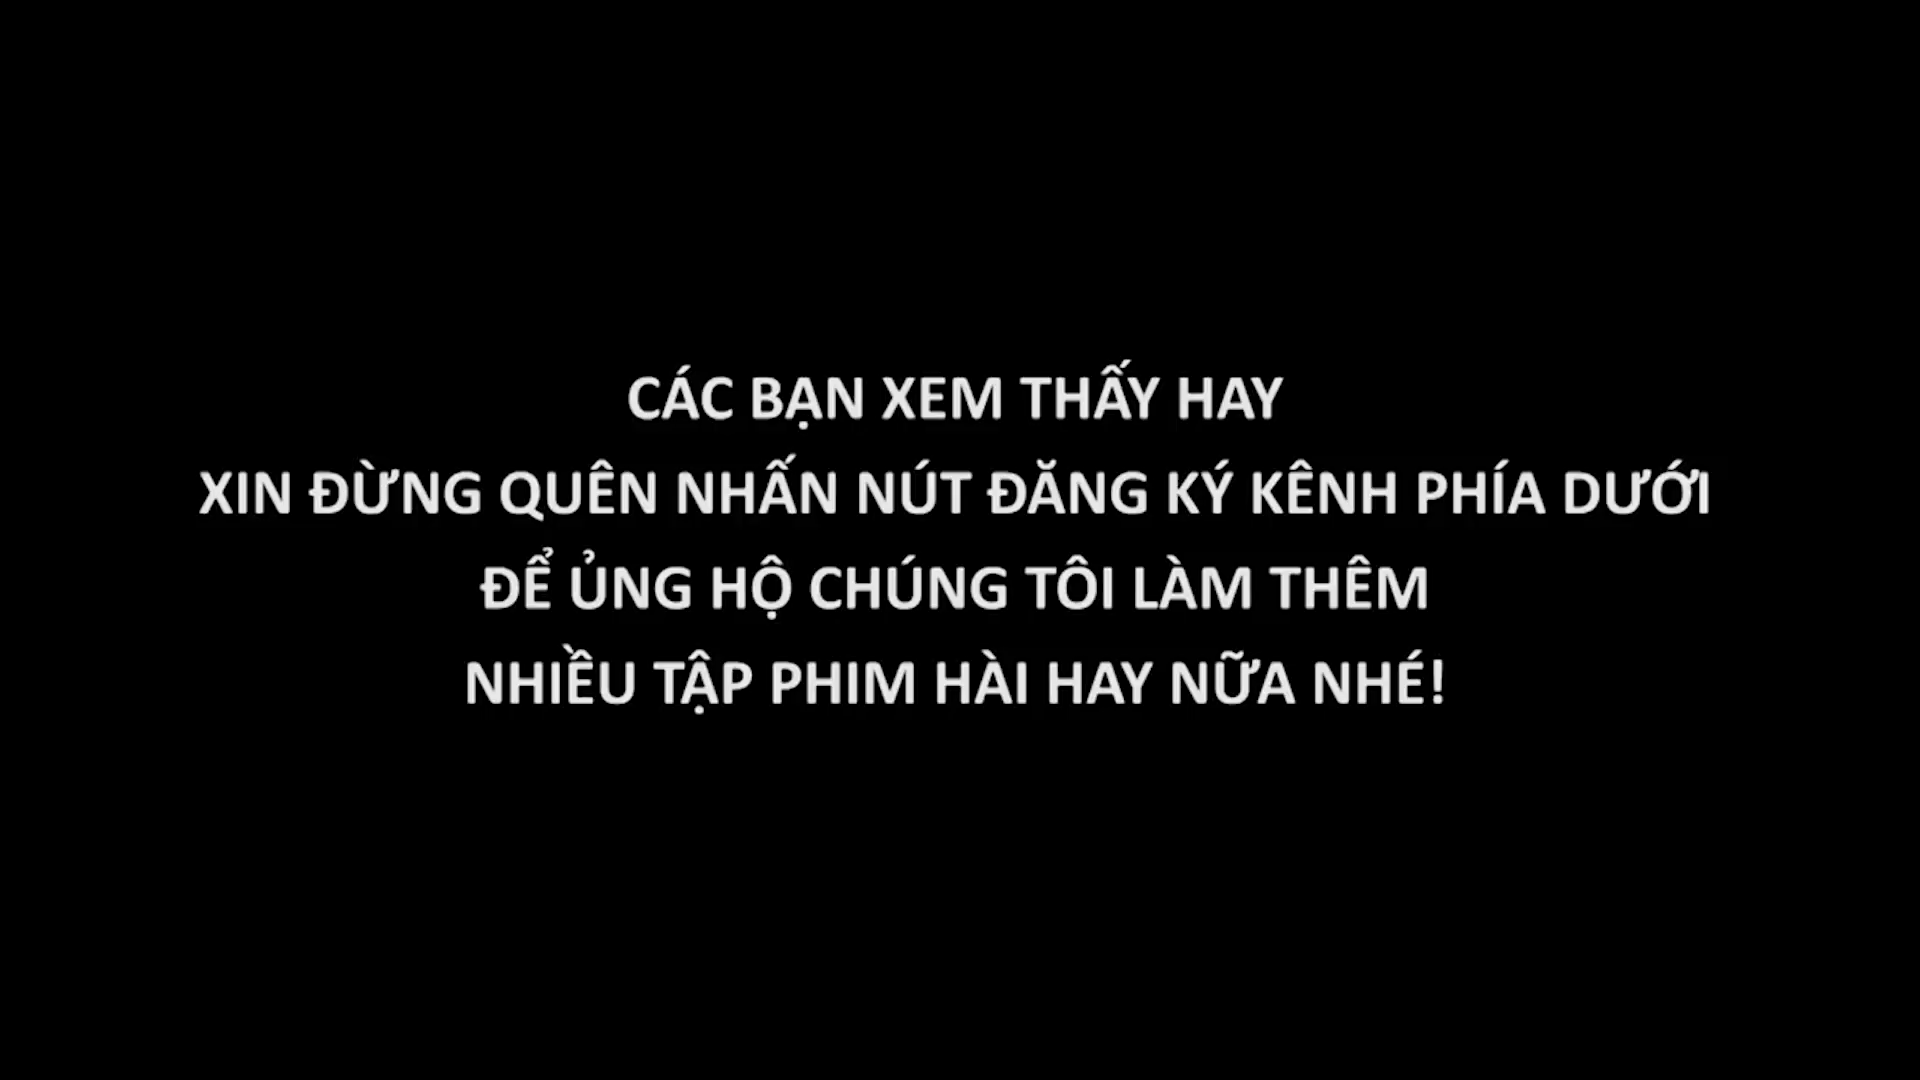 CÁC BẠN XEM THẤY HAY
XIN ĐỪNG QUÊN NHẤN NÚT ĐĂNG KÝ KÊNH PHÍA DƯỚI
ĐỂ ỦNG HỘ CHÚNG TÔI LÀM THÊM
NHIỀU TẬP PHIM HÀI HAY NỮA NHÉ!